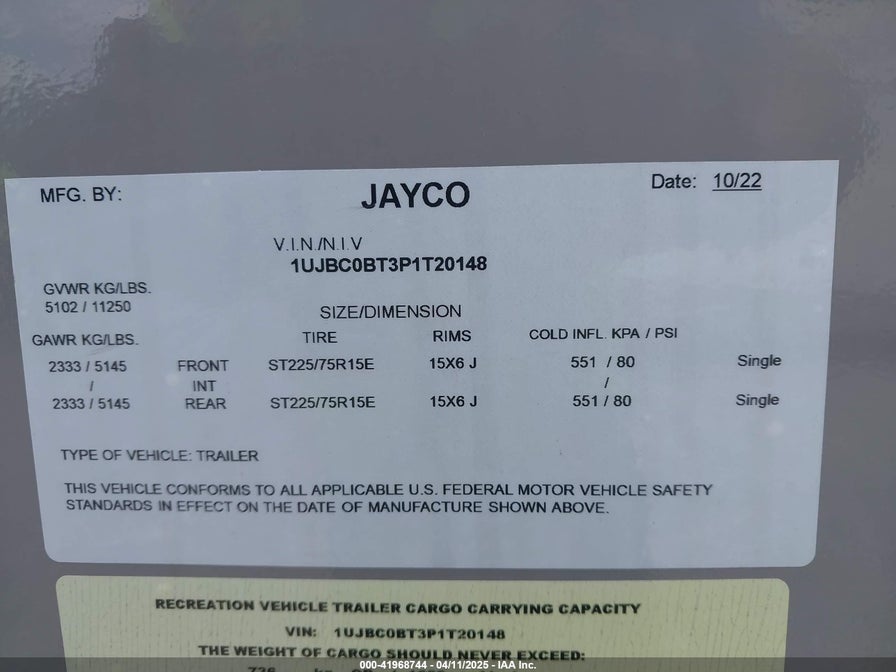 MFG. BY: JAYCO Date: 10/22
V.I.N./N.I.V
1UJBC0BT3P1T20148
GVWR KG/LBS.
5102 / 11250
SIZE/DIMENSION
GAWR KG/LBS. TIRE RIMS COLD INFL. KPA / PSI
2333 / 5145 FRONT ST225/75R15E 15X6 J 551 / 80 Single
/ INT /
2333 / 5145 REAR ST225/75R15E 15X6 J 551 / 80 Single
TYPE OF VEHICLE: TRAILER
THIS VEHICLE CONFORMS TO ALL APPLICABLE U.S. FEDERAL MOTOR VEHICLE SAFETY
STANDARDS IN EFFECT ON THE DATE OF MANUFACTURE SHOWN ABOVE.
RECREATION VEHICLE TRAILER CARGO CARRYING CAPACITY
VIN: 1UJBC0BT3P1T20148
THE WEIGHT OF CARGO SHOULD NEVER EXCEED:
000-41968744 - 04/11/2025 - IAA Inc.